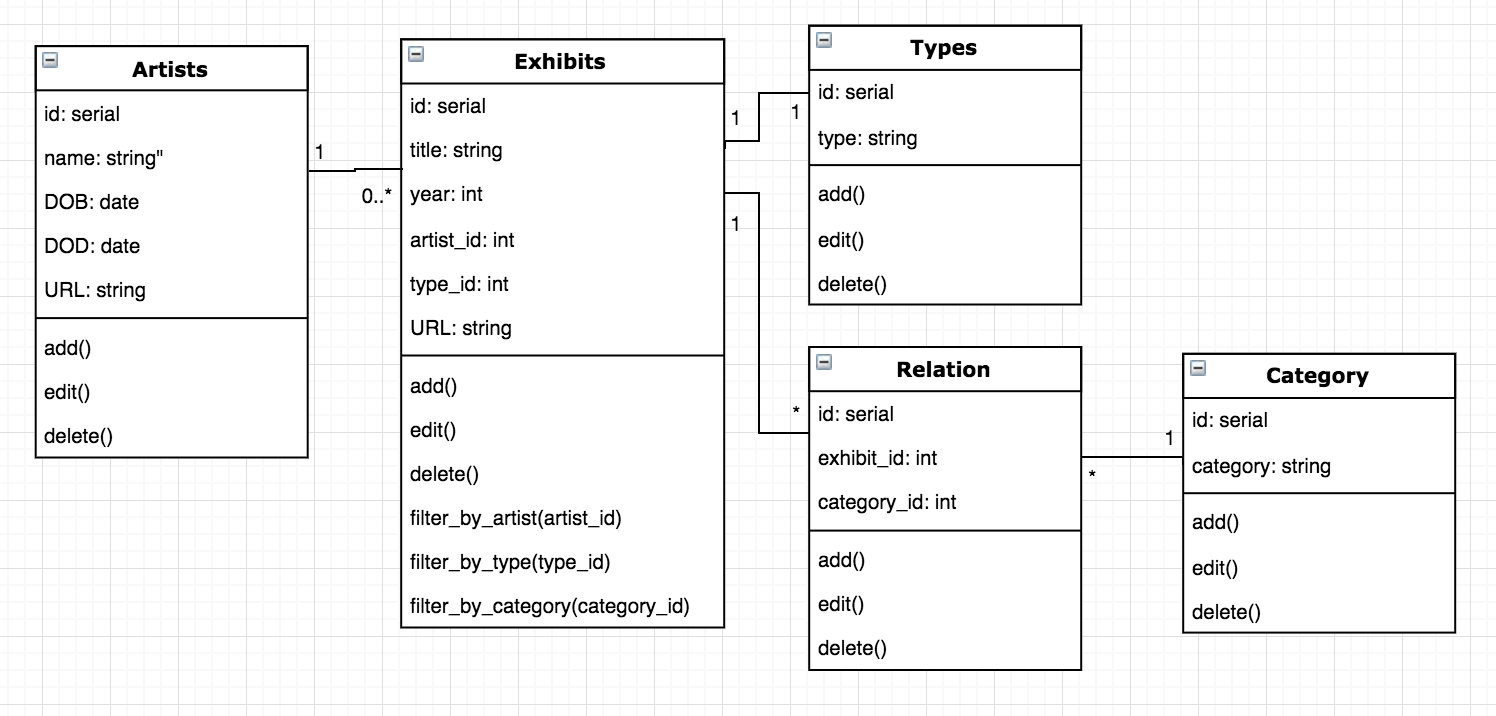 Artists
id: serial
name: string"
DOB: date
DOD: date
URL: string
add()
edit()
delete()
1
0..*
Exhibits
id: serial
title: string
year: int
artist_id: int
type_id: int
URL: string
add()
edit()
delete()
filter_by_artist(artist_id)
filter_by_type(type_id)
filter_by_category(category_id)
1
1
Types
id: serial
type: string
add()
edit()
delete()
1
*
Relation
id: serial
exhibit_id: int
category_id: int
add()
edit()
delete()
1
*
Category
id: serial
category: string
add()
edit()
delete()